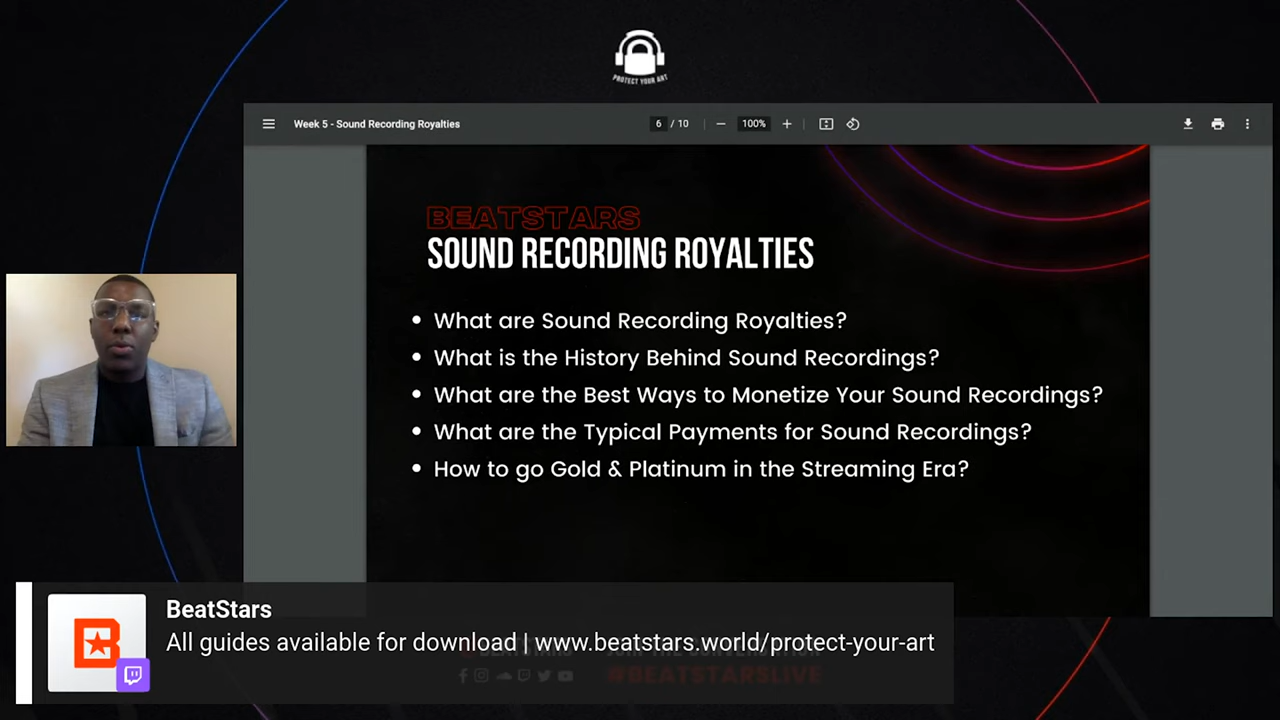 PROTECT YOUR ART
Week 5 - Sound Recording Royalties
6 / 10
100%
BEATSTARS
SOUND RECORDING ROYALTIES
• What are Sound Recording Royalties?
• What is the History Behind Sound Recordings?
• What are the Best Ways to Monetize Your Sound Recordings?
• What are the Typical Payments for Sound Recordings?
• How to go Gold & Platinum in the Streaming Era?
BeatStars
All guides available for download | www.beatstars.world/protect-your-art
#BEATSTARSLIVE